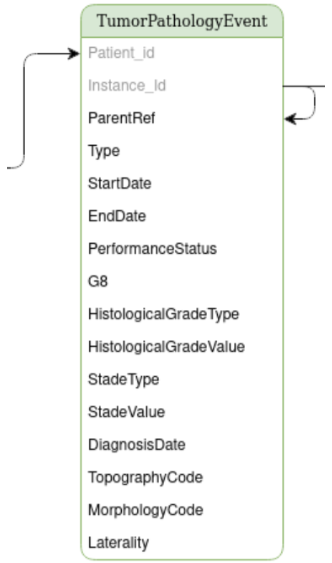 TumorPathologyEvent
Patient_id
Instance_Id
ParentRef
Type
StartDate
EndDate
PerformanceStatus
G8
HistologicalGradeType
HistologicalGradeValue
StadeType
StadeValue
DiagnosisDate
TopographyCode
MorphologyCode
Laterality